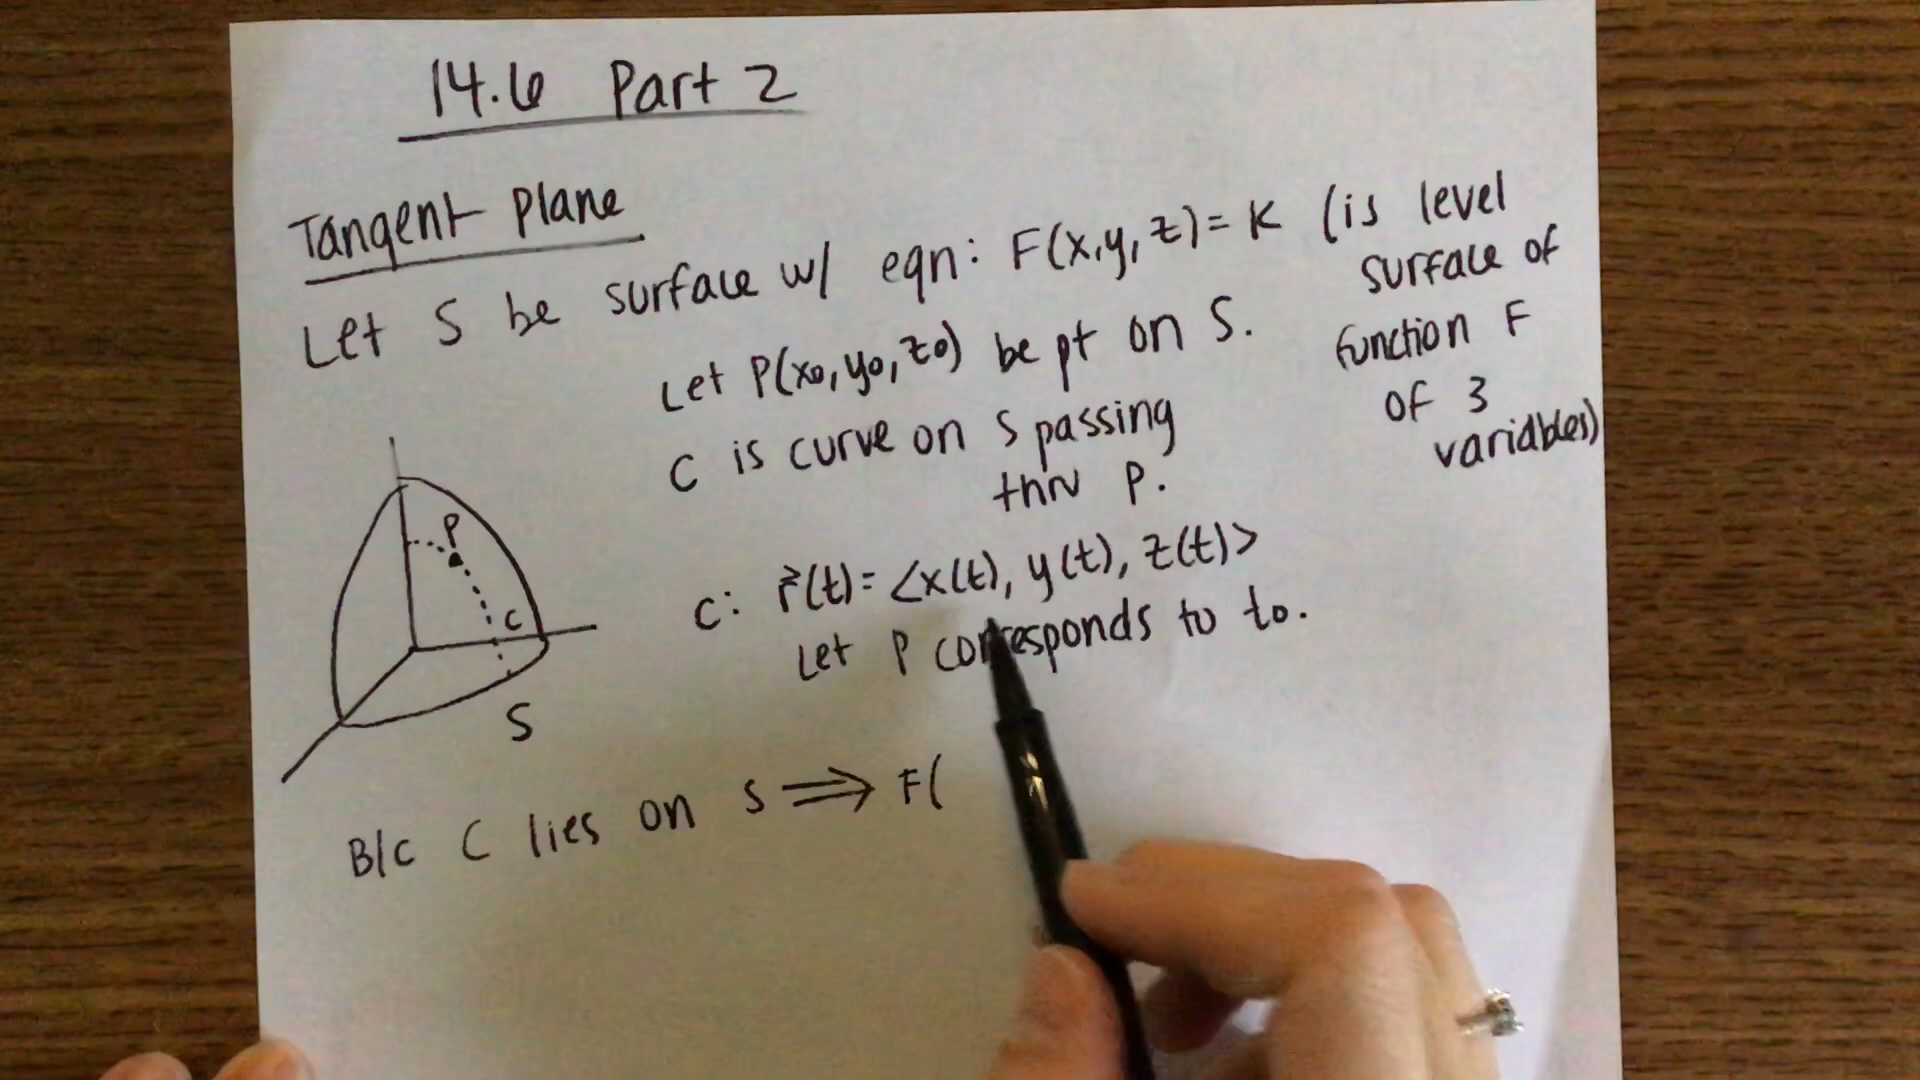 14.6 Part 2
Tangent Plane
Let S be surface w/ eqn: F(x,y,z)=K (is level
surface of
function F
of 3
variables)
Let P(x0,y0,z0) be pt on S.
C is curve on S passing
thru P.
C: r⃗(t)=<x(t), y(t), z(t)>
Let P corresponds to t0.
P
C
S
B/c C lies on S ⟹ F(